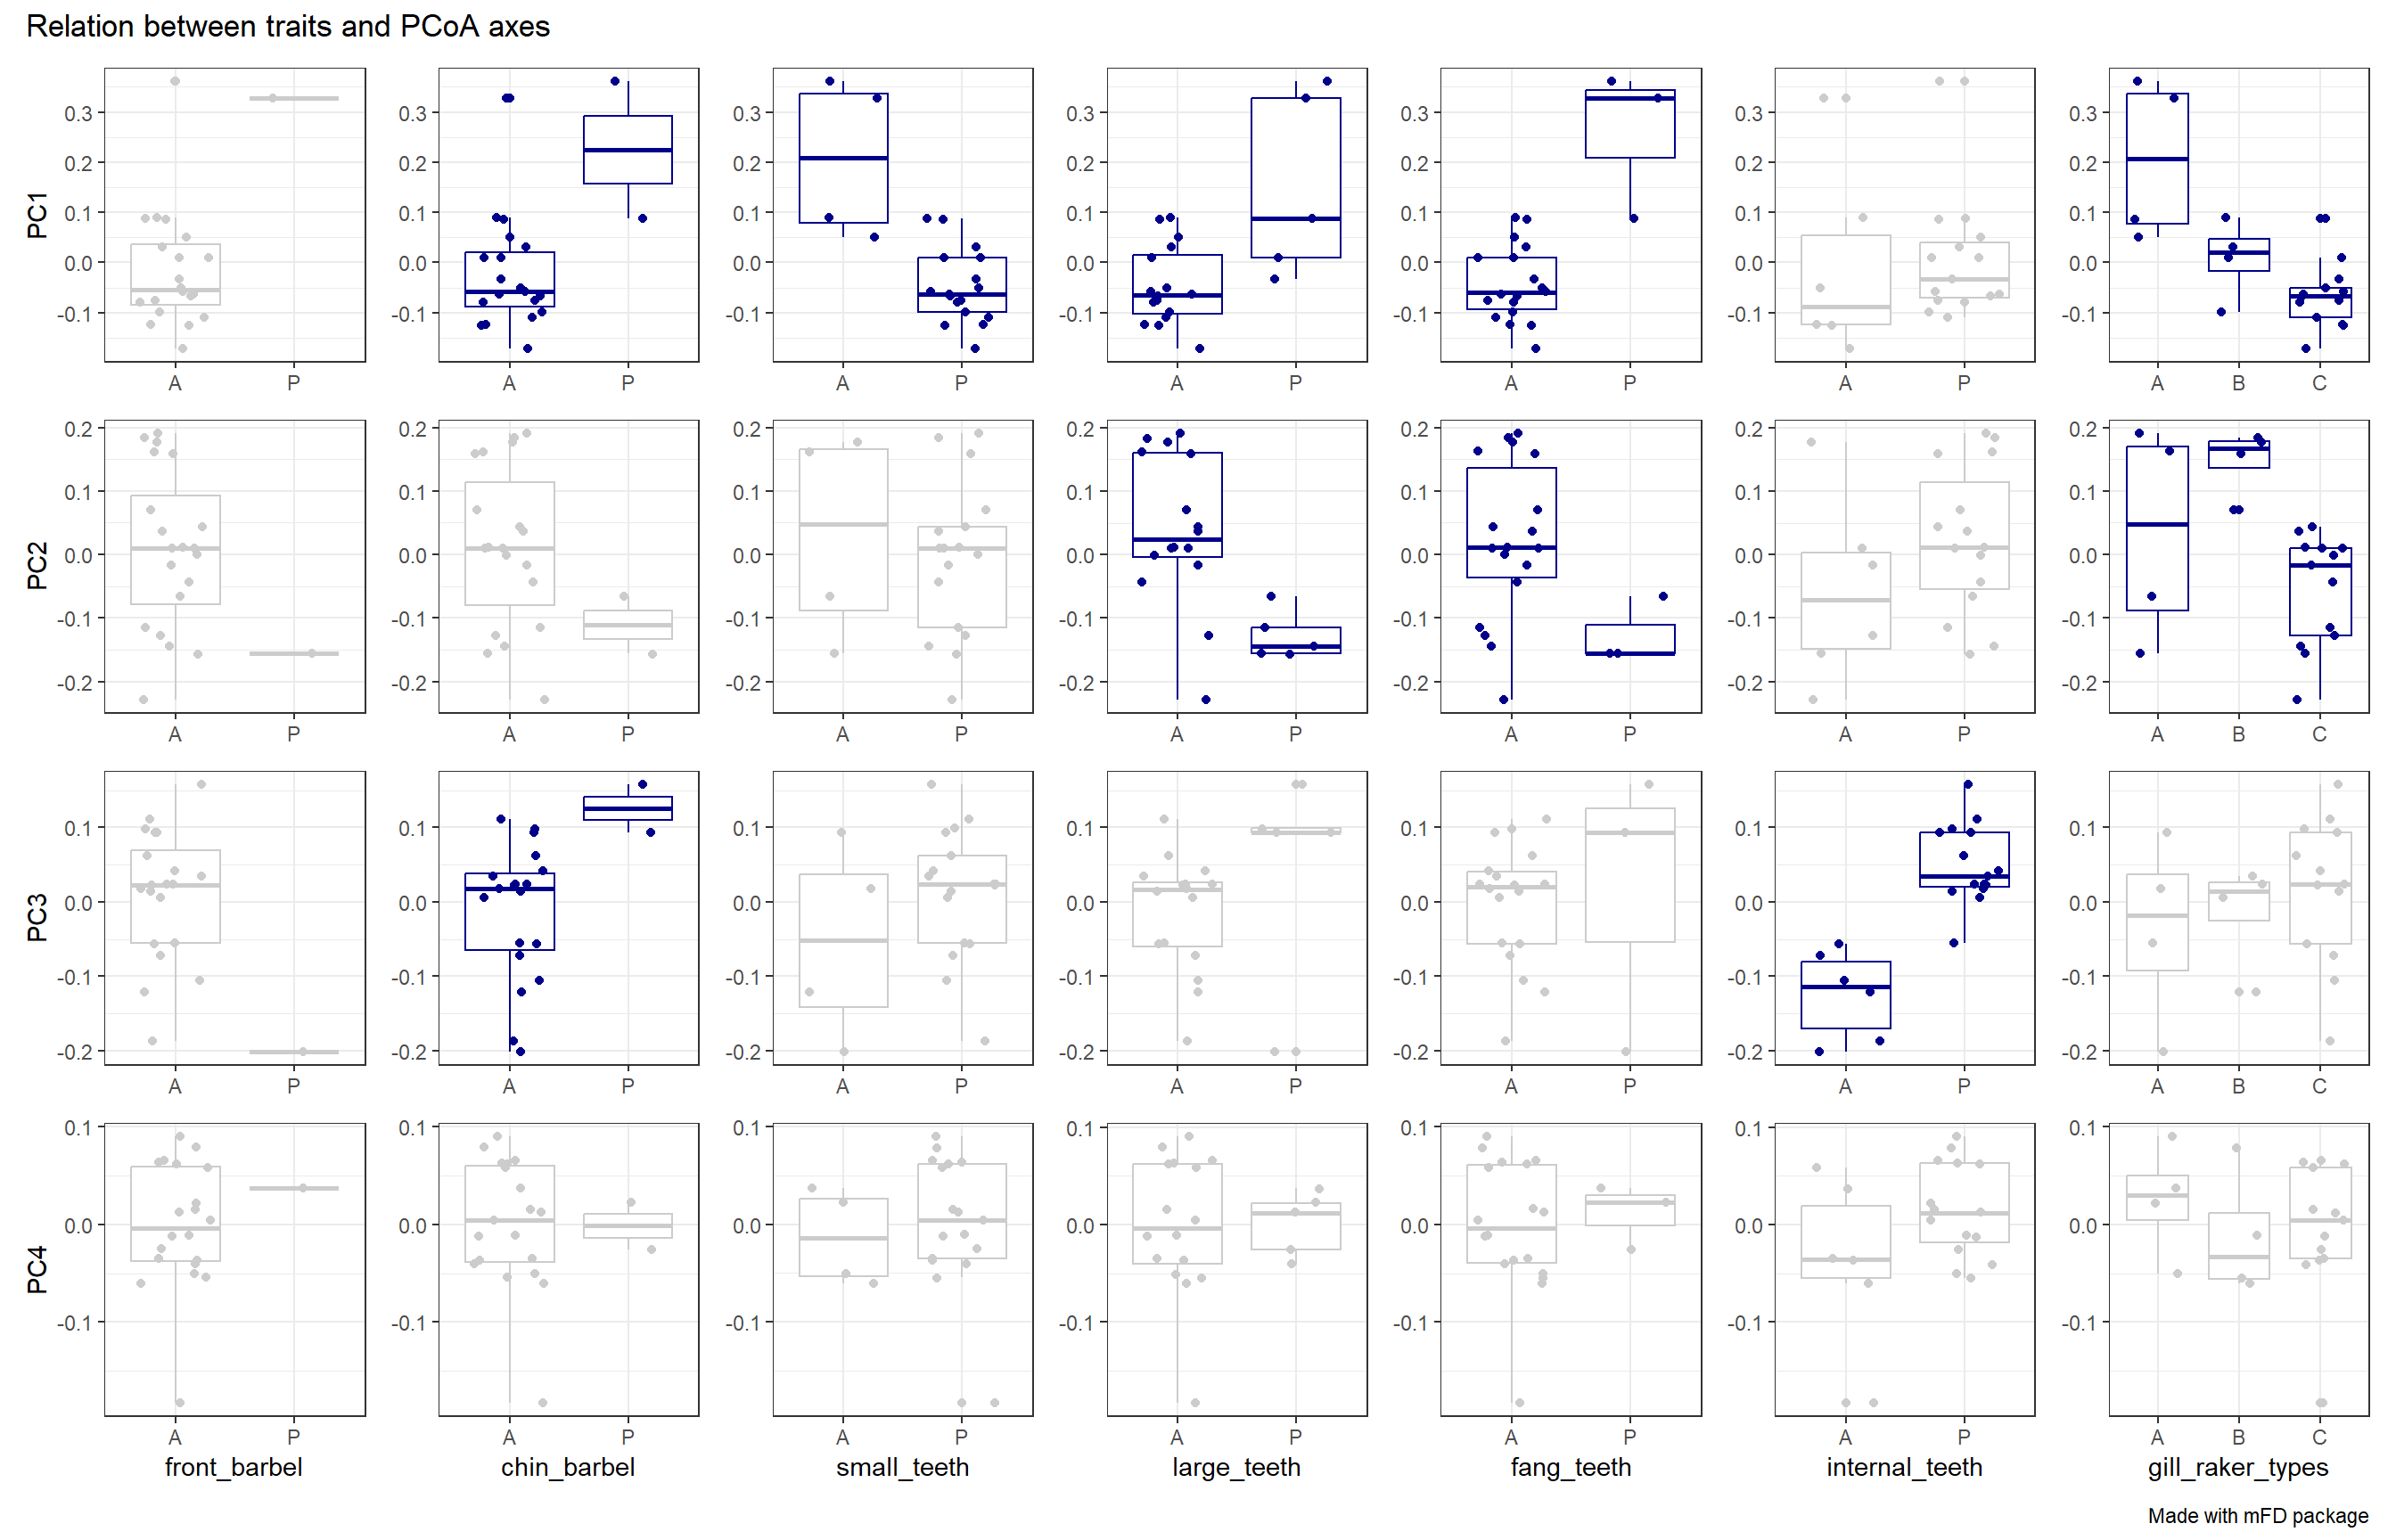 Relation between traits and PCoA axes
PC1
0.3 0.2 0.1 0.0 -0.1
0.3 0.2 0.1 0.0 -0.1
0.3 0.2 0.1 0.0 -0.1
0.3 0.2 0.1 0.0 -0.1
0.3 0.2 0.1 0.0 -0.1
0.3 0.2 0.1 0.0 -0.1
0.3 0.2 0.1 0.0 -0.1
A P A P A P A P A P A P A B C
PC2
0.2 0.1 0.0 -0.1 -0.2
0.2 0.1 0.0 -0.1 -0.2
0.2 0.1 0.0 -0.1 -0.2
0.2 0.1 0.0 -0.1 -0.2
0.2 0.1 0.0 -0.1 -0.2
0.2 0.1 0.0 -0.1 -0.2
0.2 0.1 0.0 -0.1 -0.2
A P A P A P A P A P A P A B C
PC3
0.1 0.0 -0.1 -0.2
0.1 0.0 -0.1 -0.2
0.1 0.0 -0.1 -0.2
0.1 0.0 -0.1 -0.2
0.1 0.0 -0.1 -0.2
0.1 0.0 -0.1 -0.2
0.1 0.0 -0.1 -0.2
A P A P A P A P A P A P A B C
PC4
0.1 0.0 -0.1
0.1 0.0 -0.1
0.1 0.0 -0.1
0.1 0.0 -0.1
0.1 0.0 -0.1
0.1 0.0 -0.1
0.1 0.0 -0.1
A P A P A P A P A P A P A B C
front_barbel chin_barbel small_teeth large_teeth fang_teeth internal_teeth gill_raker_types
Made with mFD package